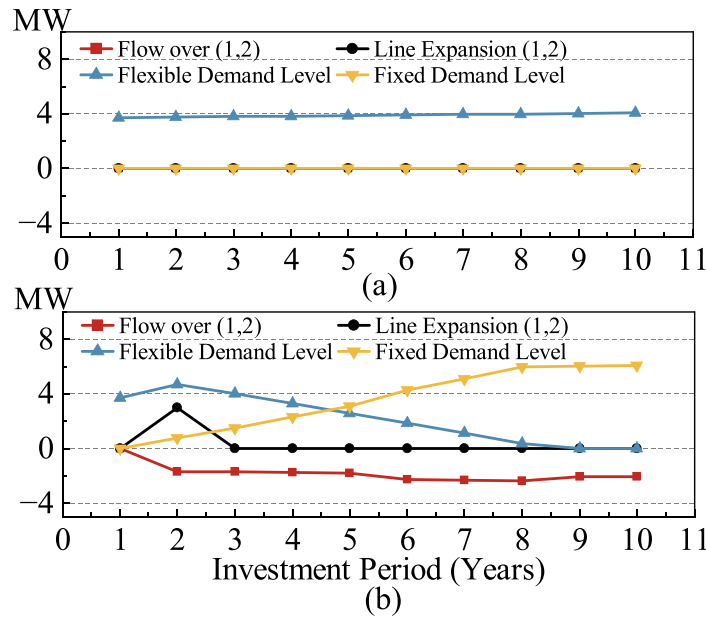 MW
Flow over (1,2) Line Expansion (1,2)
Flexible Demand Level Fixed Demand Level
8
4
0
−4
0 1 2 3 4 5 6 7 8 9 10 11
(a)
MW
Flow over (1,2) Line Expansion (1,2)
Flexible Demand Level Fixed Demand Level
8
4
0
−4
0 1 2 3 4 5 6 7 8 9 10 11
Investment Period (Years)
(b)